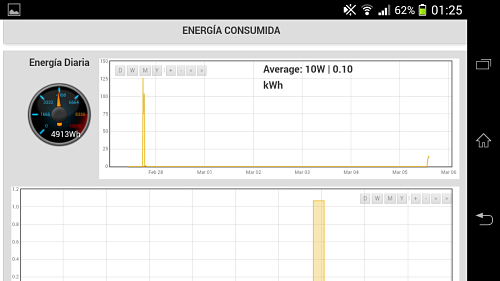 62% 01:25
ENERGÍA CONSUMIDA
Energía Diaria
4913Wh
150
125
100
75
50
25
0
D W M Y + - < >
Average: 10W | 0.10
kWh
Feb 28 Mar 01 Mar 02 Mar 03 Mar 04 Mar 05 Mar 06
1.2
1.0
0.8
0.6
0.4
0.2
D W M Y + - < >